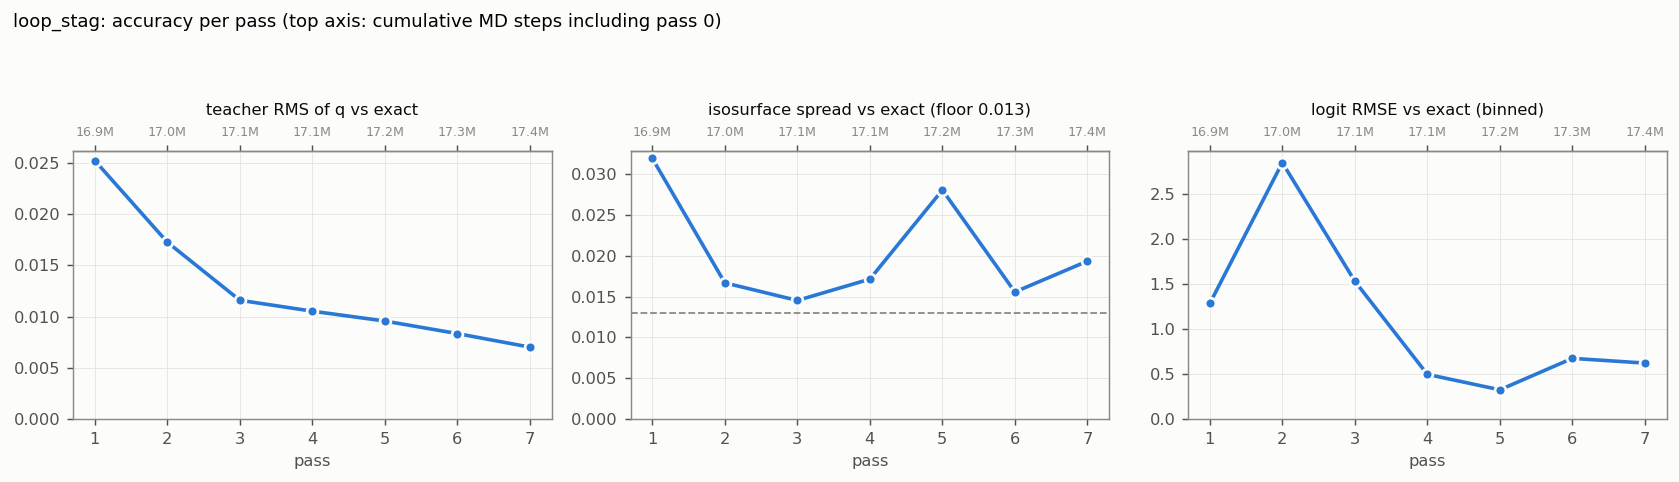 loop_stag: accuracy per pass (top axis: cumulative MD steps including pass 0)
teacher RMS of q vs exact
16.9M 17.0M 17.1M 17.1M 17.2M 17.3M 17.4M
0.025
0.020
0.015
0.010
0.005
0.000
1 2 3 4 5 6 7
pass
isosurface spread vs exact (floor 0.013)
16.9M 17.0M 17.1M 17.1M 17.2M 17.3M 17.4M
0.030
0.025
0.020
0.015
0.010
0.005
0.000
1 2 3 4 5 6 7
pass
logit RMSE vs exact (binned)
16.9M 17.0M 17.1M 17.1M 17.2M 17.3M 17.4M
2.5
2.0
1.5
1.0
0.5
0.0
1 2 3 4 5 6 7
pass